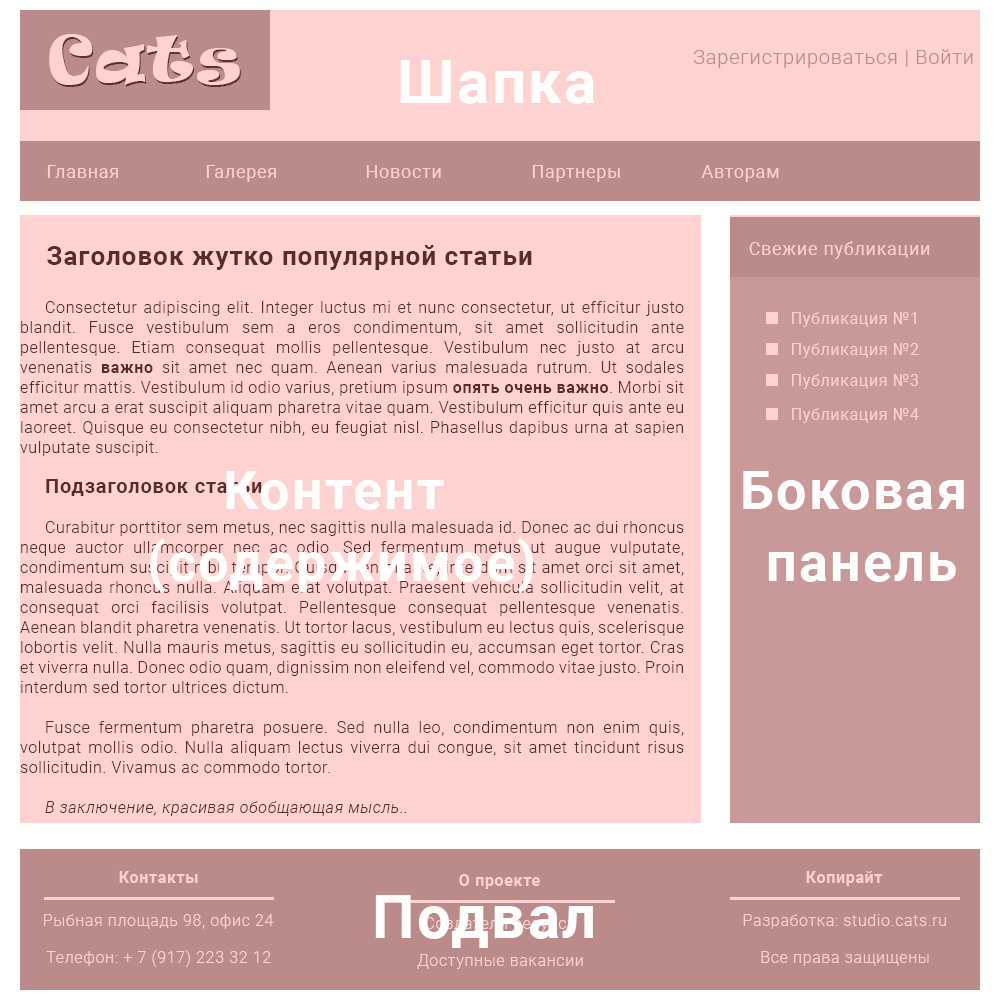 Cats
Шапка
Зарегистрироваться | Войти
Главная Галерея Новости Партнеры Авторам
Заголовок жутко популярной статьи
Consectetur adipiscing elit. Integer luctus mi et nunc consectetur, ut efficitur justo
blandit. Fusce vestibulum sem a eros condimentum, sit amet sollicitudin ante
pellentesque. Etiam consequat mollis pellentesque. Vestibulum nec justo at arcu
venenatis важно sit amet nec quam. Aenean varius malesuada rutrum. Ut sodales
efficitur mattis. Vestibulum id odio varius, pretium ipsum опять очень важно. Morbi sit
amet arcu a erat suscipit aliquam pharetra vitae quam. Vestibulum efficitur quis ante eu
laoreet. Quisque eu consectetur nibh, eu feugiat nisl. Phasellus dapibus urna at sapien
vulputate suscipit.
Подзаголовок статьи
Контент
(содержимое)
Curabitur porttitor sem metus, nec sagittis nulla malesuada id. Donec ac dui rhoncus
neque auctor ullamcorper nec ac odio. Sed fermentum metus ut augue vulputate,
condimentum suscipit nibh sit amet orci sit amet,
malesuada rhoncus nulla. Aliquam erat volutpat. Praesent vehicula sollicitudin velit, at
consequat orci facilisis volutpat. Pellentesque consequat pellentesque venenatis.
Aenean blandit pharetra venenatis. Ut tortor lacus, vestibulum eu lectus quis, scelerisque
lobortis velit. Nulla mauris metus, sagittis eu sollicitudin eu, accumsan eget tortor. Cras
et viverra nulla. Donec odio quam, dignissim non eleifend vel, commodo vitae justo. Proin
interdum sed tortor ultrices dictum.
Fusce fermentum pharetra posuere. Sed nulla leo, condimentum non enim quis,
volutpat mollis odio. Nulla aliquam lectus viverra dui congue, sit amet tincidunt risus
sollicitudin. Vivamus ac commodo tortor.
В заключение, красивая обобщающая мысль..
Свежие публикации
Публикация №1
Публикация №2
Публикация №3
Публикация №4
Боковая
панель
Контакты
Рыбная площадь 98, офис 24
Телефон: + 7 (917) 223 32 12
О проекте
Подвал
Доступные вакансии
Копирайт
Разработка: studio.cats.ru
Все права защищены